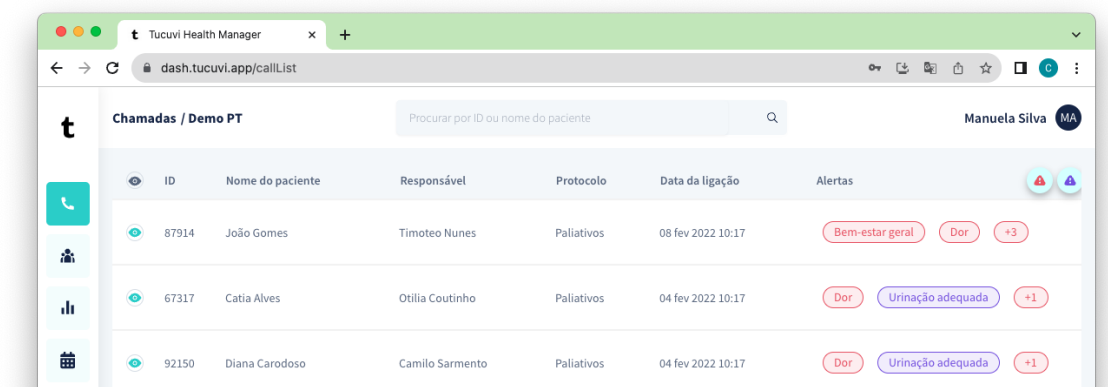 t Tucuvi Health Manager × +
dash.tucuvi.app/callList C
t Chamadas / Demo PT Procurar por ID ou nome do paciente Manuela Silva MA
ID Nome do paciente Responsável Protocolo Data da ligação Alertas
87914 João Gomes Timoteo Nunes Paliativos 08 fev 2022 10:17 Bem-estar geral Dor +3
67317 Catia Alves Otilia Coutinho Paliativos 04 fev 2022 10:17 Dor Urinação adequada +1
92150 Diana Carodoso Camilo Sarmento Paliativos 04 fev 2022 10:17 Dor Urinação adequada +1